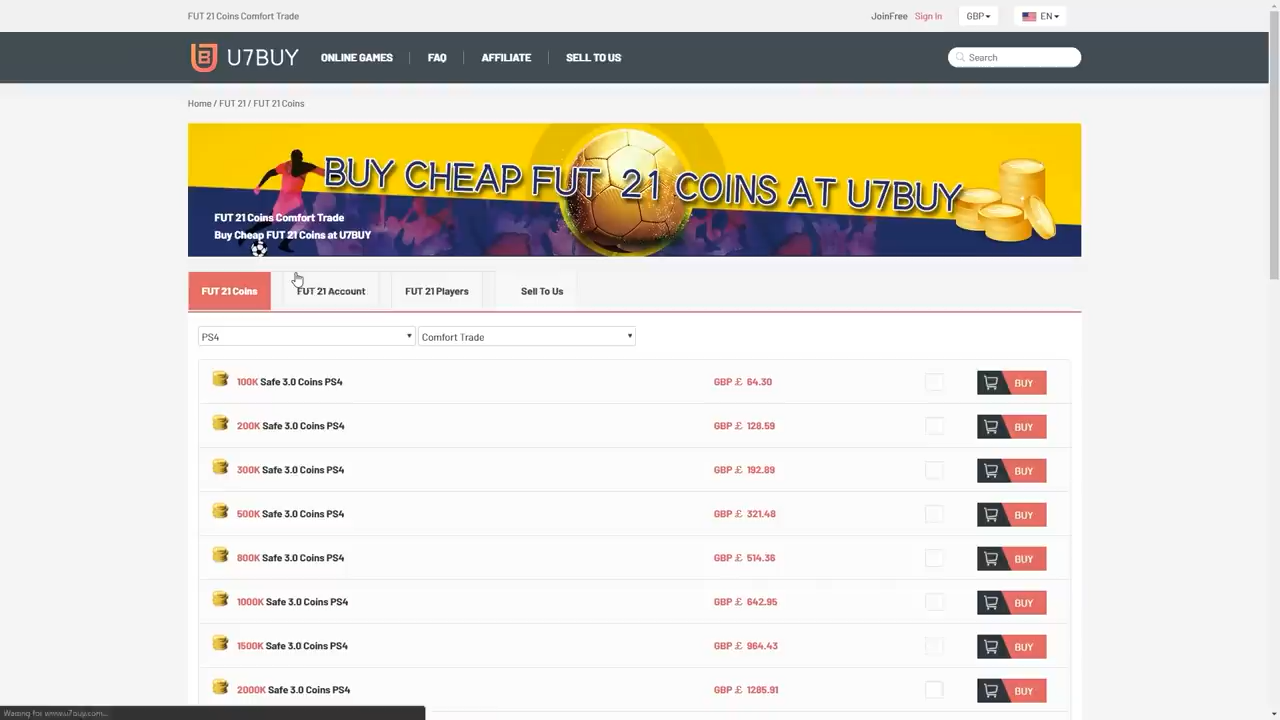 FUT 21 Coins Comfort Trade
JoinFree Sign In GBP EN
U7BUY ONLINE GAMES FAQ AFFILIATE SELL TO US Search
Home / FUT 21 / FUT 21 Coins
BUY CHEAP FUT 21 COINS AT U7BUY
FUT 21 Coins Comfort Trade
Buy Cheap FUT 21 Coins at U7BUY
FUT 21 Coins FUT 21 Account FUT 21 Players Sell To Us
PS4 Comfort Trade
100K Safe 3.0 Coins PS4 GBP £ 64.30 BUY
200K Safe 3.0 Coins PS4 GBP £ 128.59 BUY
300K Safe 3.0 Coins PS4 GBP £ 192.89 BUY
500K Safe 3.0 Coins PS4 GBP £ 321.48 BUY
800K Safe 3.0 Coins PS4 GBP £ 514.36 BUY
1000K Safe 3.0 Coins PS4 GBP £ 642.95 BUY
1500K Safe 3.0 Coins PS4 GBP £ 964.43 BUY
2000K Safe 3.0 Coins PS4 GBP £ 1285.91 BUY
Waiting for www.u7buy.com...